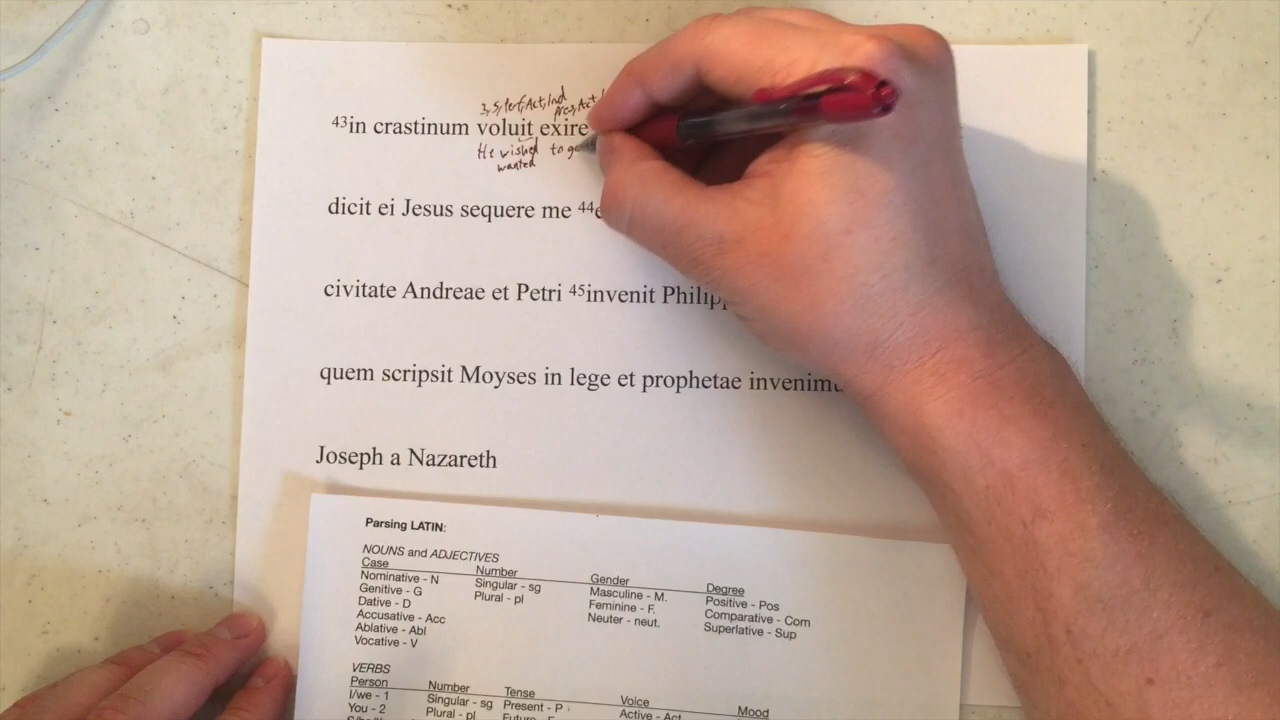 3, S, Perf, Act, Ind
pres, Act,
43in crastinum voluit exire
He wished to go
wanted
dicit ei Jesus sequere me 44e
civitate Andreae et Petri 45invenit Philipp
quem scripsit Moyses in lege et prophetae invenimu
Joseph a Nazareth
Parsing LATIN:
NOUNS and ADJECTIVES
Case Number Gender Degree
Nominative - N Singular - sg Masculine - M. Positive - Pos
Genitive - G Plural - pl Feminine - F. Comparative - Com
Dative - D Neuter - neut. Superlative - Sup
Accusative - Acc
Ablative - Abl
Vocative - V
VERBS
Person Number Tense Voice Mood
I/we - 1 Singular - sg Present - P Active - Act
You - 2 Plural - pl